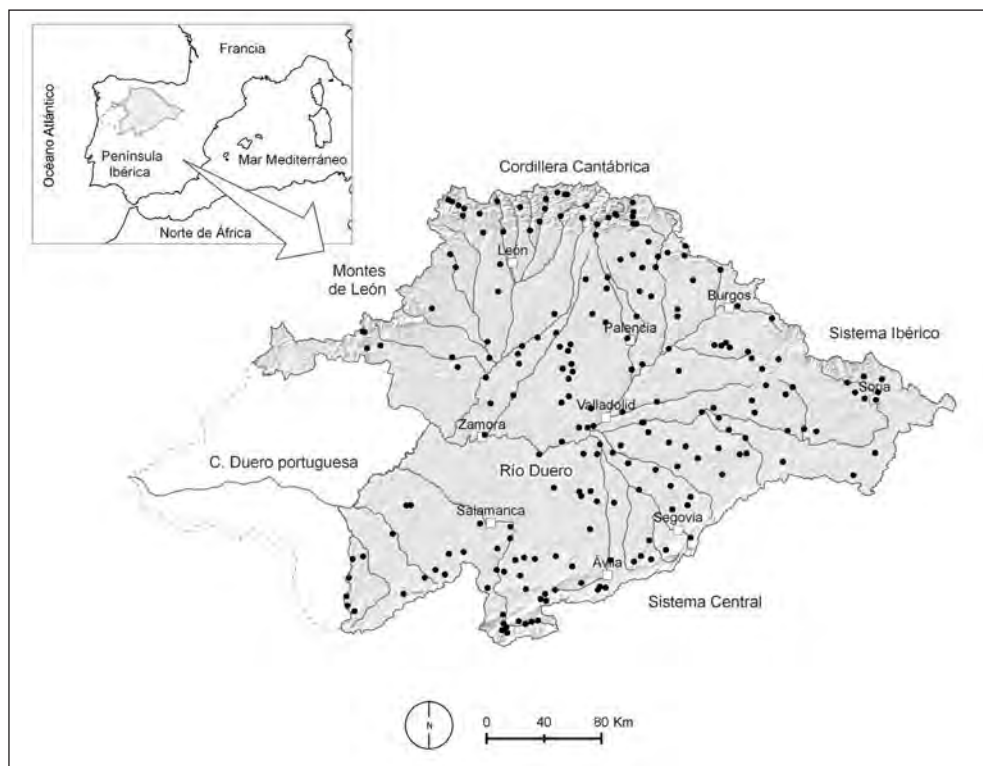 Francia
Océano Atlántico
Península
Ibérica
Mar Mediterráneo
Norte de África
Cordillera Cantábrica
León
Montes
de León
Burgos
Palencia
Sistema Ibérico
Soria
Valladolid
Zamora
C. Duero portuguesa
Río Duero
Salamanca
Segovia
Ávila
Sistema Central
N
0 40 80 Km